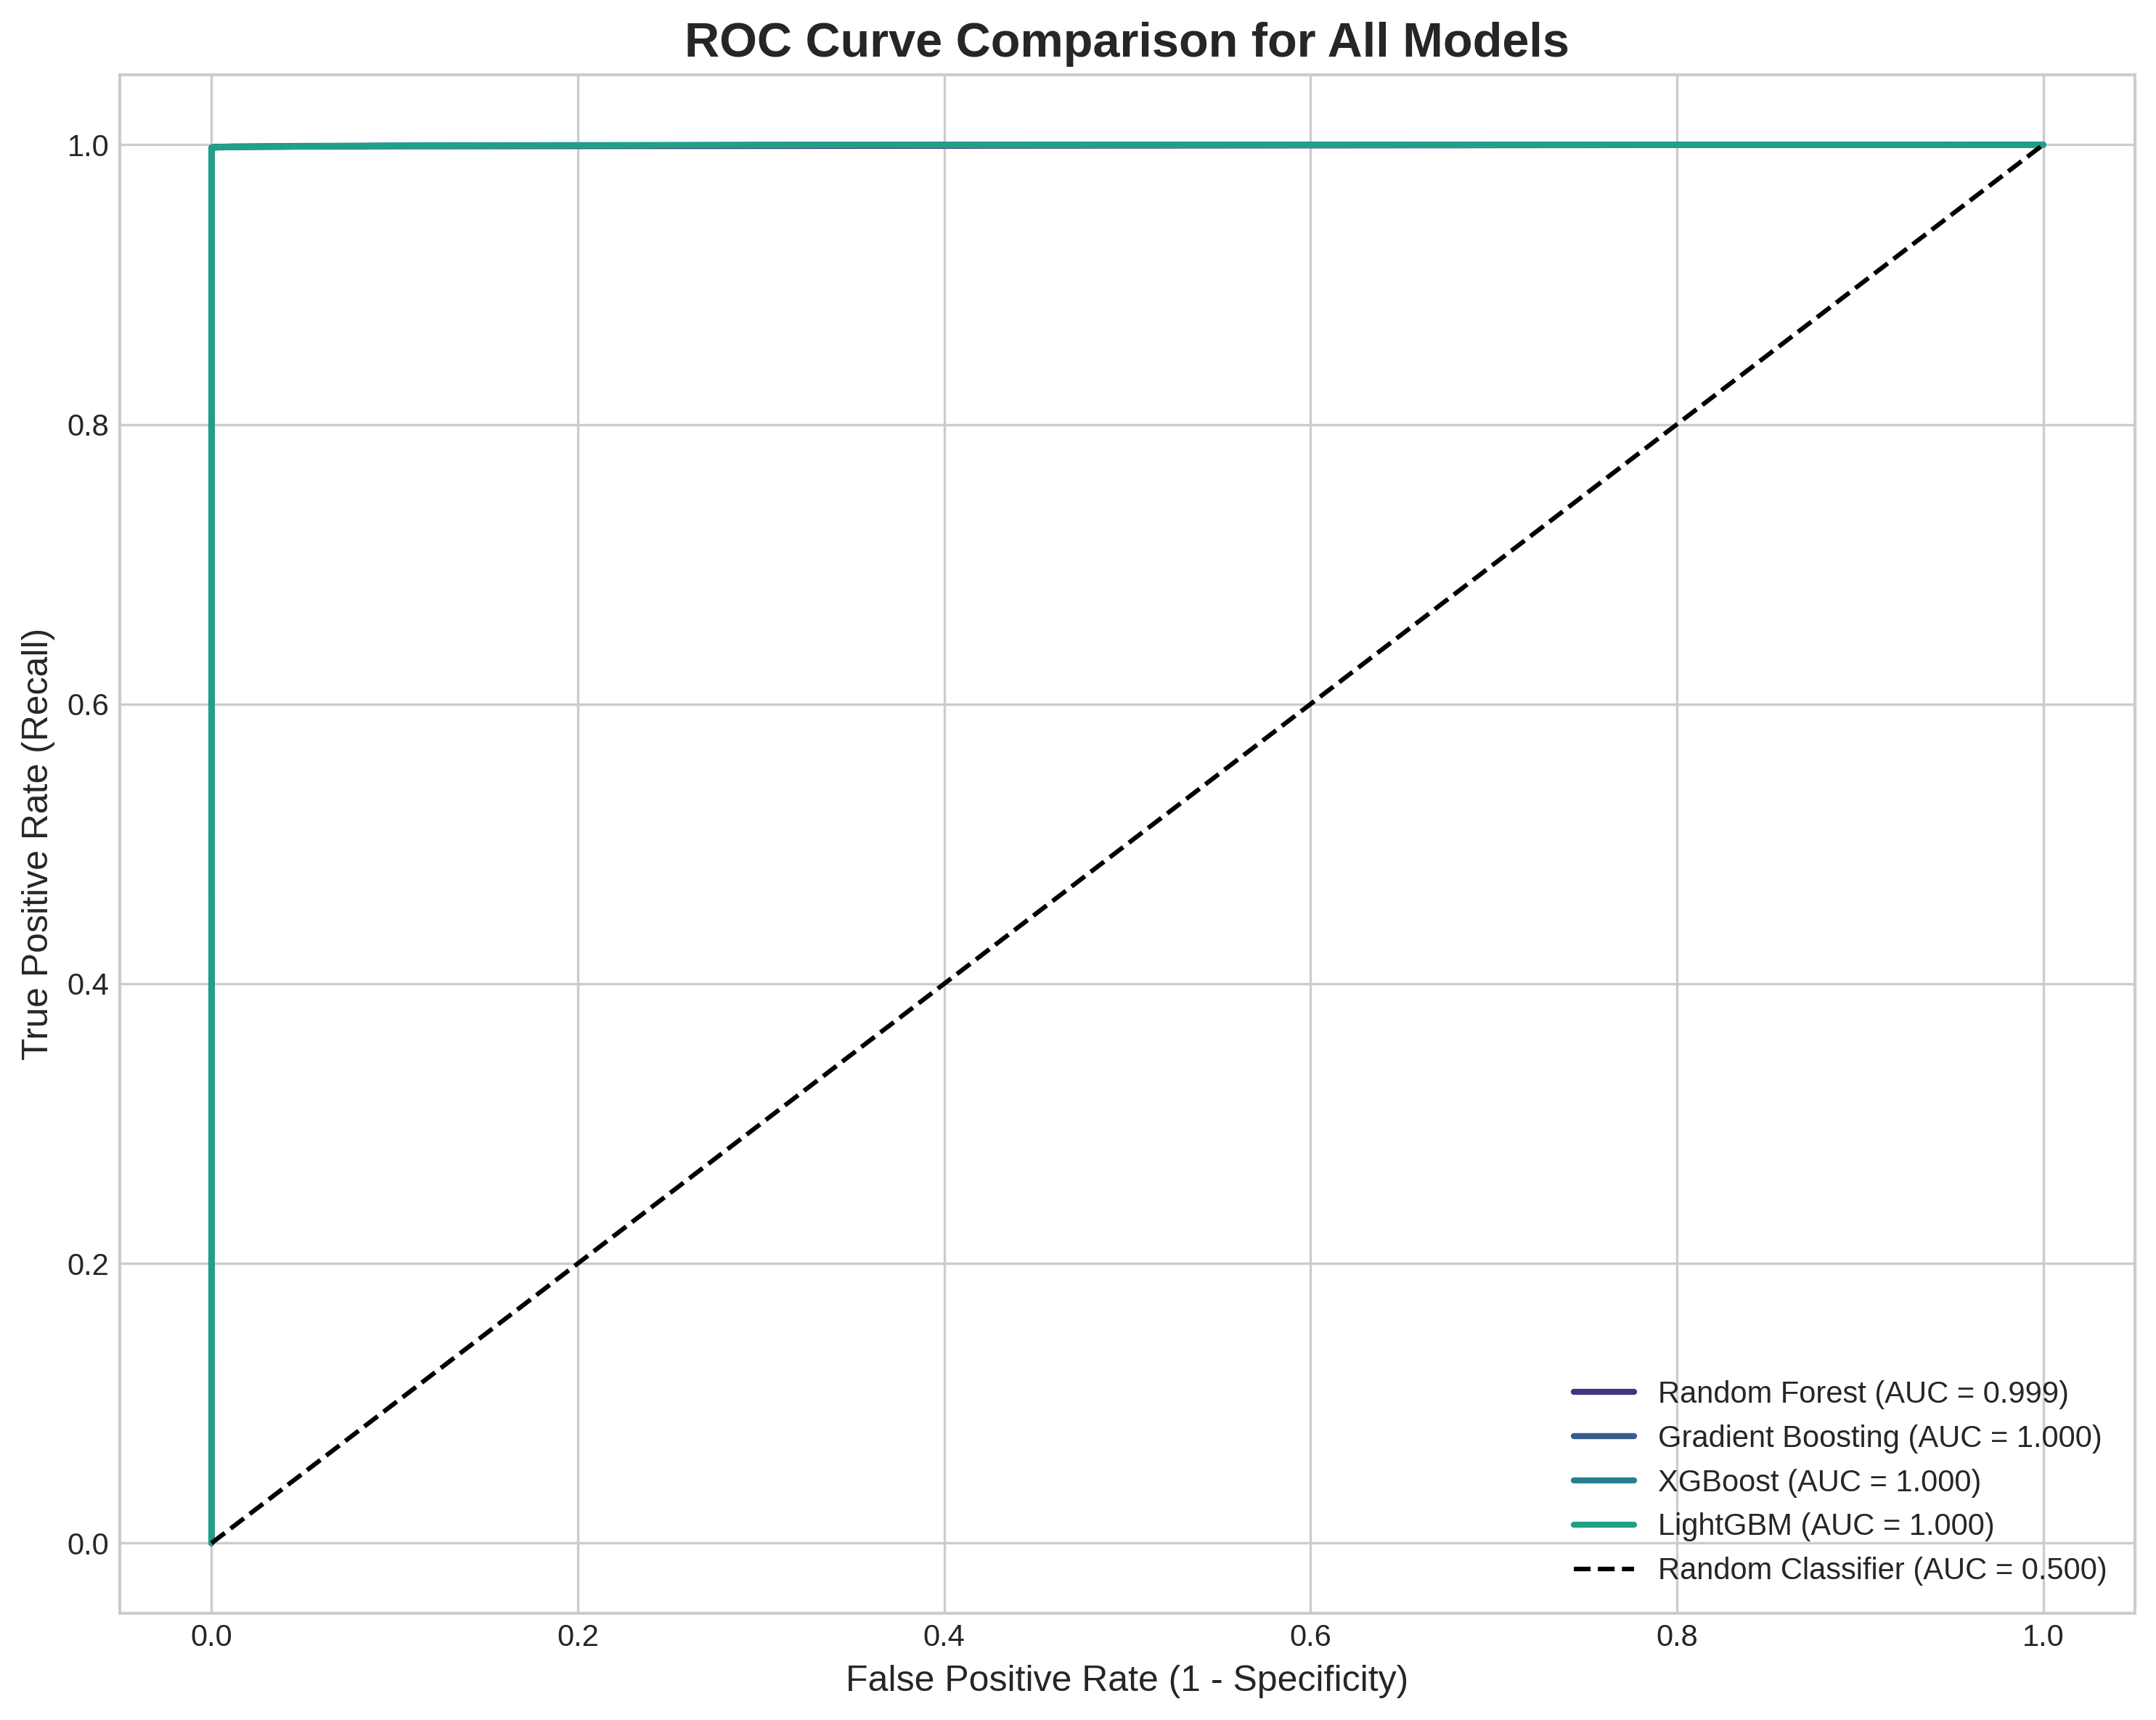 ROC Curve Comparison for All Models
True Positive Rate (Recall)
1.0
0.8
0.6
0.4
0.2
0.0
Random Forest (AUC = 0.999)
Gradient Boosting (AUC = 1.000)
XGBoost (AUC = 1.000)
LightGBM (AUC = 1.000)
Random Classifier (AUC = 0.500)
0.0 0.2 0.4 0.6 0.8 1.0
False Positive Rate (1 - Specificity)